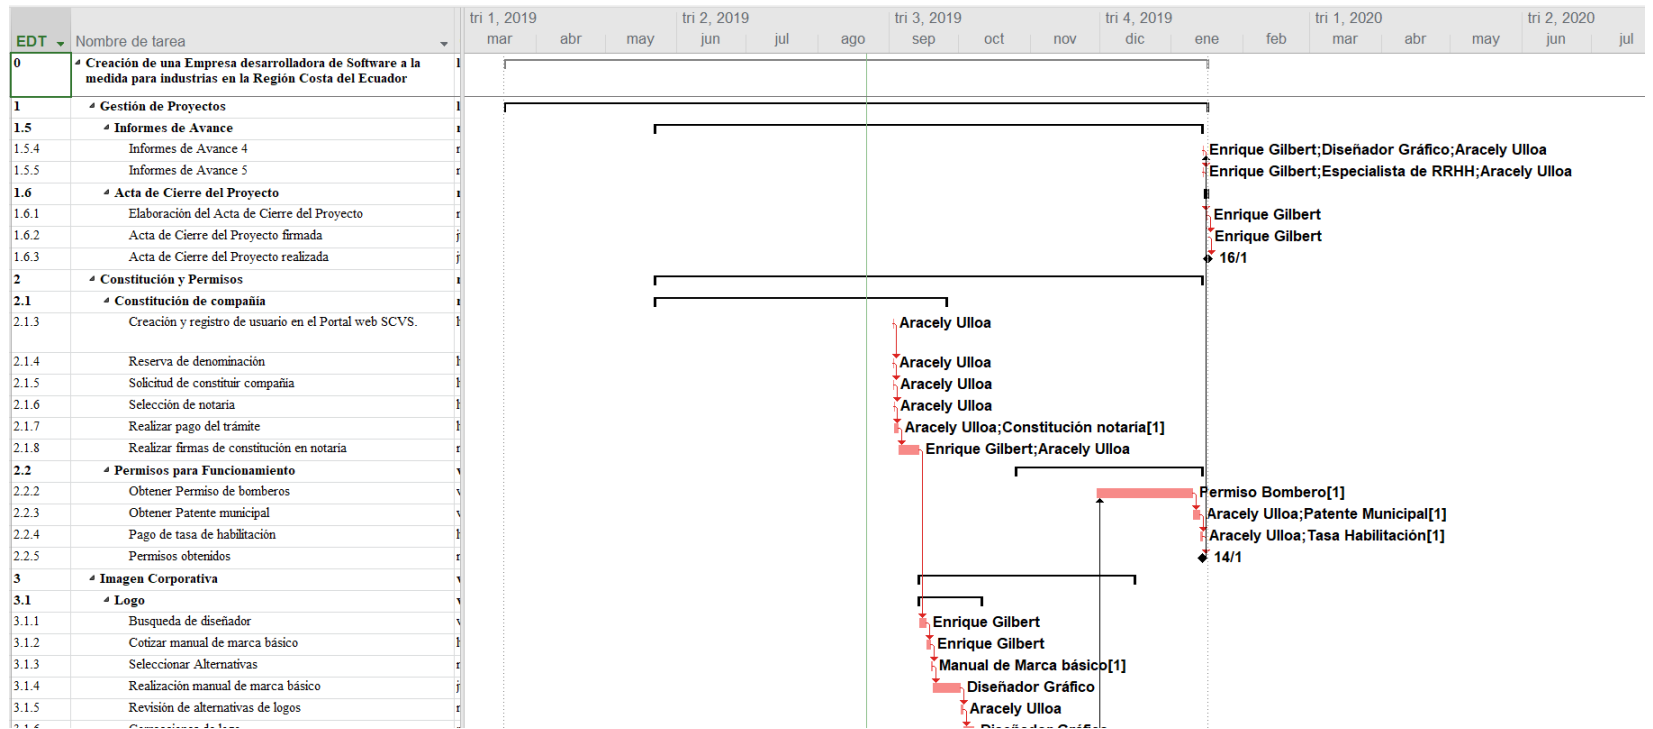 tri 1, 2019 tri 2, 2019 tri 3, 2019 tri 4, 2019 tri 1, 2020 tri 2, 2020
EDT Nombre de tarea mar abr may jun jul ago sep oct nov dic ene feb mar abr may jun jul
0 Creación de una Empresa desarrolladora de Software a la
medida para industrias en la Región Costa del Ecuador
1 Gestión de Proyectos
1.5 Informes de Avance
1.5.4 Informes de Avance 4 Enrique Gilbert;Diseñador Gráfico;Aracely Ulloa
1.5.5 Informes de Avance 5 Enrique Gilbert;Especialista de RRHH;Aracely Ulloa
1.6 Acta de Cierre del Proyecto
1.6.1 Elaboración del Acta de Cierre del Proyecto Enrique Gilbert
1.6.2 Acta de Cierre del Proyecto firmada Enrique Gilbert
1.6.3 Acta de Cierre del Proyecto realizada 16/1
2 Constitución y Permisos
2.1 Constitución de compañía
2.1.3 Creación y registro de usuario en el Portal web SCVS. Aracely Ulloa
2.1.4 Reserva de denominación Aracely Ulloa
2.1.5 Solicitud de constituir compañía Aracely Ulloa
2.1.6 Selección de notaría Aracely Ulloa
2.1.7 Realizar pago del trámite Aracely Ulloa;Constitución notaría[1]
2.1.8 Realizar firmas de constitución en notaría Enrique Gilbert;Aracely Ulloa
2.2 Permisos para Funcionamiento
2.2.2 Obtener Permiso de bomberos Permiso Bombero[1]
2.2.3 Obtener Patente municipal Aracely Ulloa;Patente Municipal[1]
2.2.4 Pago de tasa de habilitación Aracely Ulloa;Tasa Habilitación[1]
2.2.5 Permisos obtenidos 14/1
3 Imagen Corporativa
3.1 Logo
3.1.1 Busqueda de diseñador Enrique Gilbert
3.1.2 Cotizar manual de marca básico Enrique Gilbert
3.1.3 Seleccionar Alternativas Manual de Marca básico[1]
3.1.4 Realización manual de marca básico Diseñador Gráfico
3.1.5 Revisión de alternativas de logos Aracely Ulloa
Diseñador Gráfico